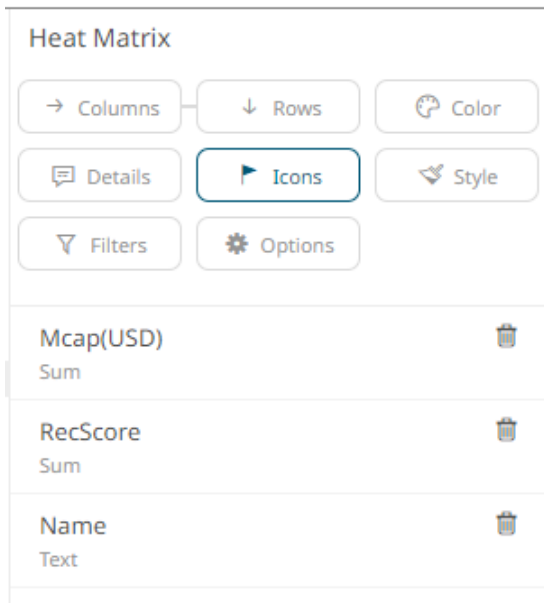 Heat Matrix
Columns Rows Color
Details Icons Style
Filters Options
Mcap(USD)
Sum
RecScore
Sum
Name
Text